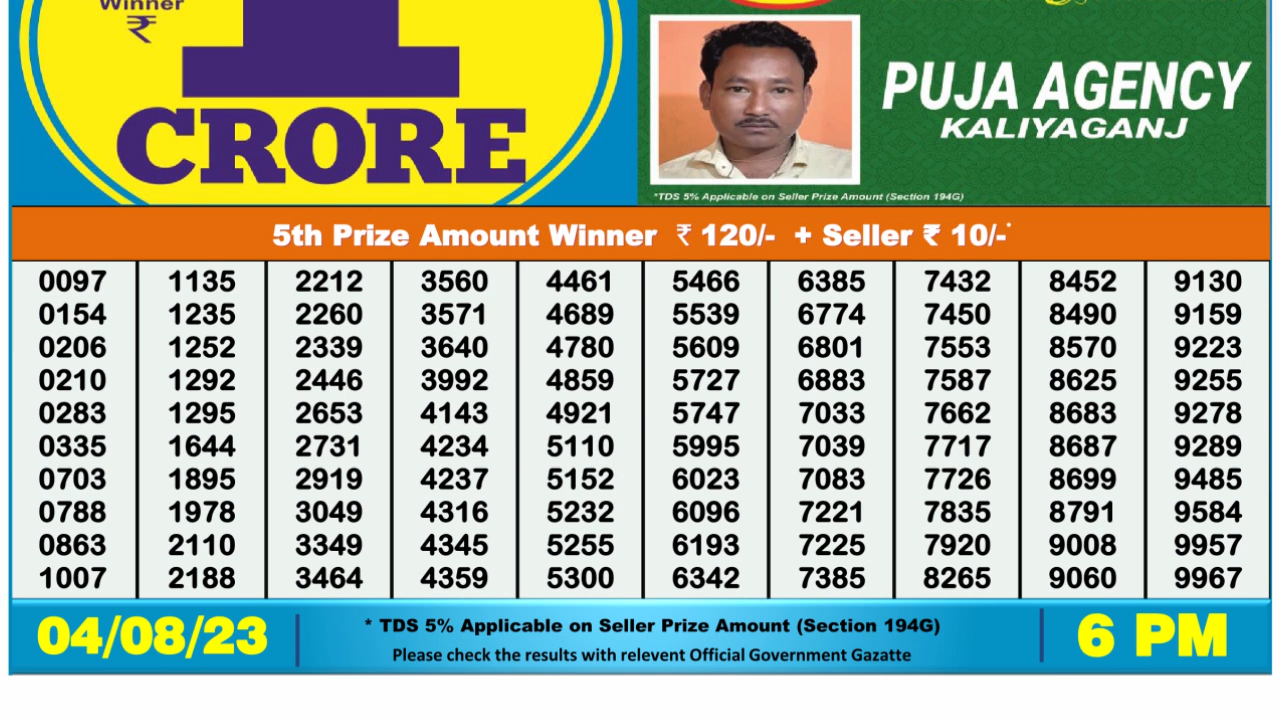 Winner
₹
1
CRORE
PUJA AGENCY
KALIYAGANJ
*TDS 5% Applicable on Seller Prize Amount (Section 194G)
5th Prize Amount Winner ₹ 120/- + Seller ₹ 10/-*
0097 1135 2212 3560 4461 5466 6385 7432 8452 9130
0154 1235 2260 3571 4689 5539 6774 7450 8490 9159
0206 1252 2339 3640 4780 5609 6801 7553 8570 9223
0210 1292 2446 3992 4859 5727 6883 7587 8625 9255
0283 1295 2653 4143 4921 5747 7033 7662 8683 9278
0335 1644 2731 4234 5110 5995 7039 7717 8687 9289
0703 1895 2919 4237 5152 6023 7083 7726 8699 9485
0788 1978 3049 4316 5232 6096 7221 7835 8791 9584
0863 2110 3349 4345 5255 6193 7225 7920 9008 9957
1007 2188 3464 4359 5300 6342 7385 8265 9060 9967
04/08/23
* TDS 5% Applicable on Seller Prize Amount (Section 194G)
Please check the results with relevent Official Government Gazatte
6 PM